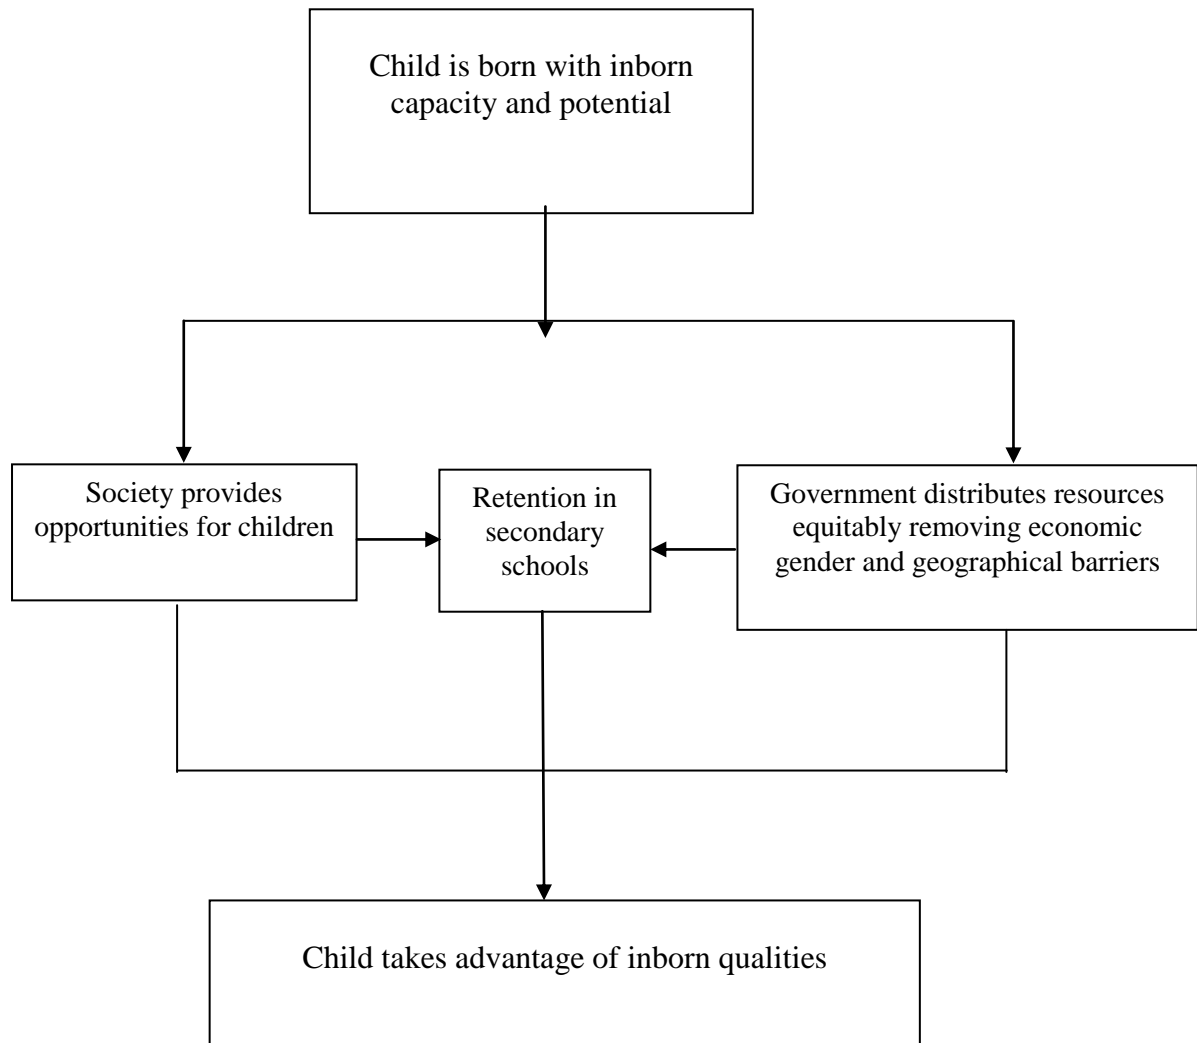 Child is born with inborn
capacity and potential
Society provides
opportunities for children
Retention in
secondary
schools
Government distributes resources
equitably removing economic
gender and geographical barriers
Child takes advantage of inborn qualities